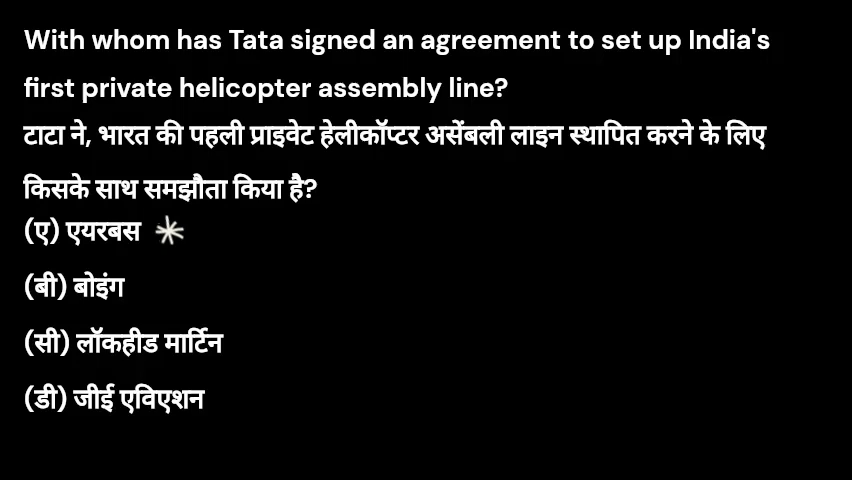 With whom has Tata signed an agreement to set up India's
first private helicopter assembly line?
टाटा ने, भारत की पहली प्राइवेट हेलीकॉप्टर असेंबली लाइन स्थापित करने के लिए
किसके साथ समझौता किया है?
(ए) एयरबस *
(बी) बोइंग
(सी) लॉकहीड मार्टिन
(डी) जीई एविएशन